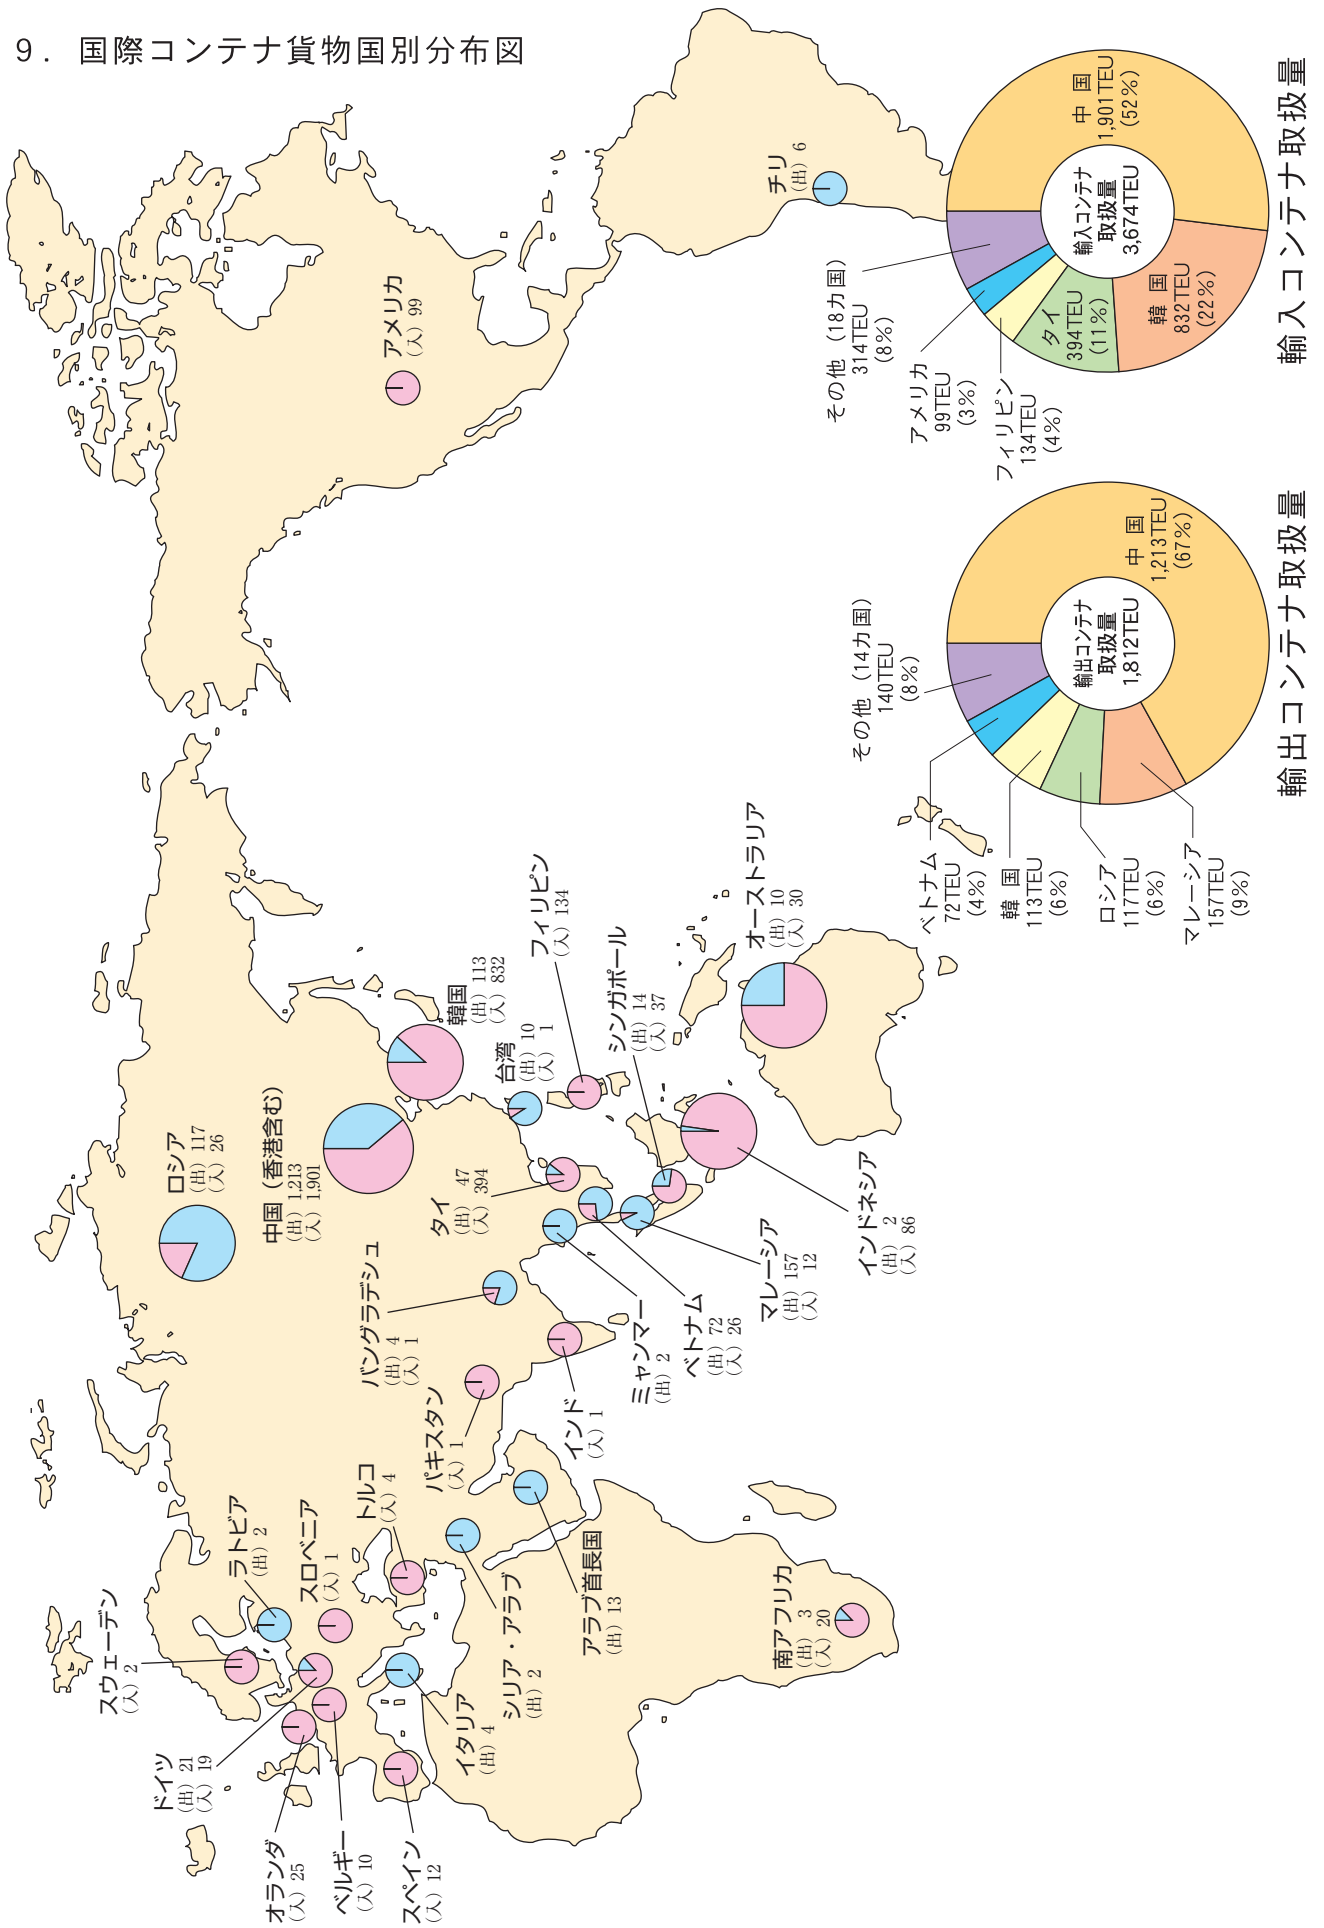 9. 国際コンテナ貨物国別分布図
スウェーデン
（入）2
ラトビア
（出）2
スロベニア
（入）1
ドイツ
（出）21
（入）19
オランダ
（入）25
ベルギー
（入）10
スペイン
（入）12
イタリア
（出）4
トルコ
（入）4
シリア・アラブ
（出）2
アラブ首長国
（出）13
南アフリカ
（出）3
（入）20
ロシア
（出）117
（入）26
中国（香港含む）
（出）1,213
（入）1,901
韓国
（出）113
（入）832
台湾
（出）10
（入）1
フィリピン
（入）134
タイ
（出）47
（入）394
バングラデシュ
（出）4
（入）1
パキスタン
（入）1
インド
（入）1
ミャンマー
（出）2
ベトナム
（出）72
（入）26
マレーシア
（出）157
（入）12
シンガポール
（出）14
（入）37
インドネシア
（出）2
（入）86
オーストラリア
（出）10
（入）30
アメリカ
（入）99
チリ
（出）6
輸出コンテナ
取扱量
1,812TEU
中国
1,213TEU
(67%)
マレーシア
157TEU
(9%)
ロシア
117TEU
(6%)
韓国
113TEU
(6%)
ベトナム
72TEU
(4%)
その他（14カ国）
140TEU
(8%)
輸出コンテナ取扱量
輸入コンテナ
取扱量
3,674TEU
中国
1,901TEU
(52%)
韓国
832TEU
(22%)
タイ
394TEU
(11%)
フィリピン
134TEU
(4%)
アメリカ
99TEU
(3%)
その他（18カ国）
314TEU
(8%)
輸入コンテナ取扱量